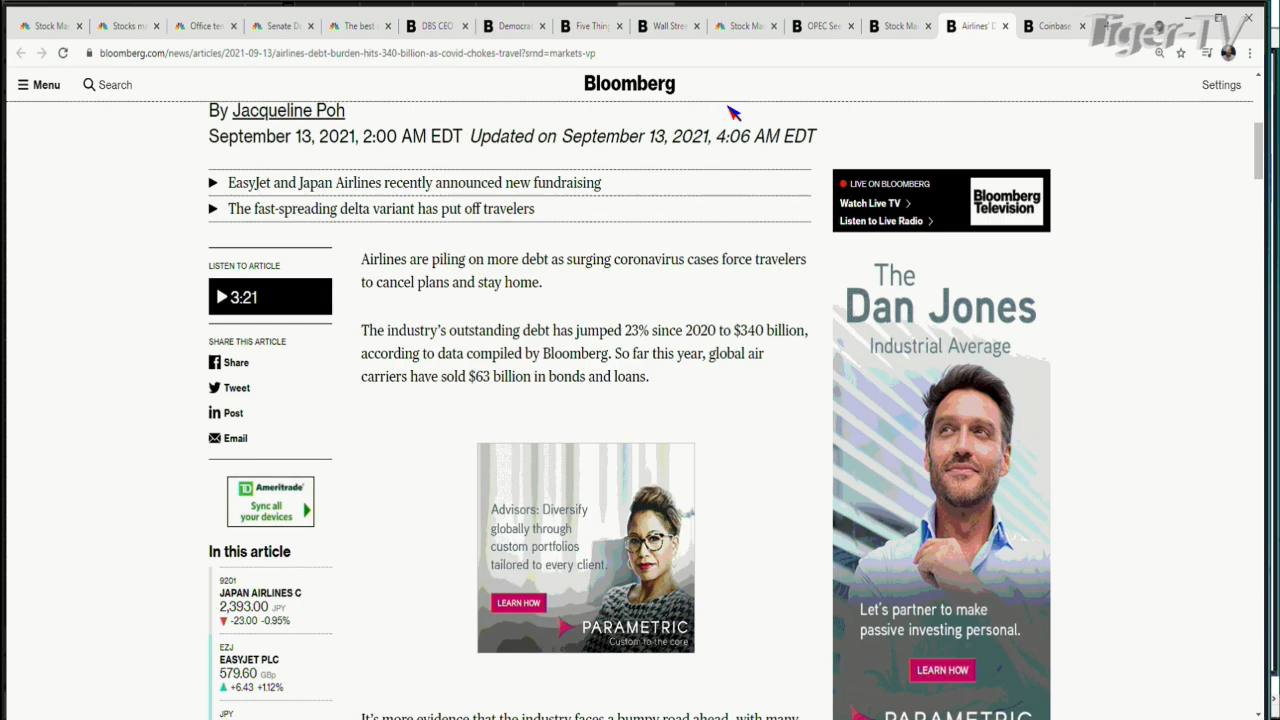 Stock Ma
Stocks m
Office te
Senate D
The best
DBS CEO
Democra
Five Thin
Wall Stre
Stock Ma
OPEC See
Stock Ma
Airlines' D
Coinbase
Tiger-TV
bloomberg.com/news/articles/2021-09-13/airlines-debt-burden-hits-340-billion-as-covid-chokes-travel?srnd=markets-vp
Menu
Search
Bloomberg
Settings
By Jacqueline Poh
September 13, 2021, 2:00 AM EDT Updated on September 13, 2021, 4:06 AM EDT
EasyJet and Japan Airlines recently announced new fundraising
The fast-spreading delta variant has put off travelers
LISTEN TO ARTICLE
3:21
SHARE THIS ARTICLE
Share
Tweet
Post
Email
TD Ameritrade
Sync all
your devices
In this article
9201
JAPAN AIRLINES C
2,393.00 JPY
-23.00 -0.95%
EZJ
EASYJET PLC
579.60 GBp
+6.43 +1.12%
JPY
Airlines are piling on more debt as surging coronavirus cases force travelers
to cancel plans and stay home.
The industry's outstanding debt has jumped 23% since 2020 to $340 billion,
according to data compiled by Bloomberg. So far this year, global air
carriers have sold $63 billion in bonds and loans.
Advisors: Diversify
globally through
custom portfolios
tailored to every client.
LEARN HOW
PARAMETRIC
Custom to the core
It's more evidence that the industry faces a bumpy road ahead, with many
LIVE ON BLOOMBERG
Watch Live TV
Listen to Live Radio
Bloomberg
Television
The
Dan Jones
Industrial Average
Let's partner to make
passive investing personal.
LEARN HOW
PARAMETRIC